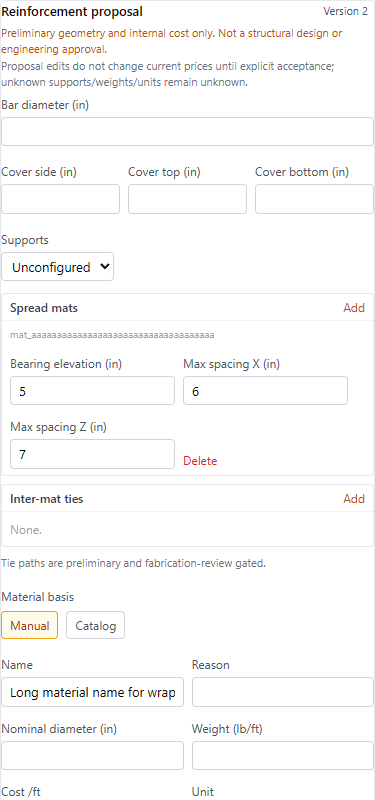 Reinforcement proposal Version 2
Preliminary geometry and internal cost only. Not a structural design or
engineering approval.
Proposal edits do not change current prices until explicit acceptance;
unknown supports/weights/units remain unknown.
Bar diameter (in)
Cover side (in) Cover top (in) Cover bottom (in)
Supports
Unconfigured
Spread mats Add
mat_aaaaaaaaaaaaaaaaaaaaaaaaaaaaaaaaaaaa
Bearing elevation (in) Max spacing X (in)
5 6
Max spacing Z (in)
7 Delete
Inter-mat ties Add
None.
Tie paths are preliminary and fabrication-review gated.
Material basis
Manual Catalog
Name Reason
Long material name for wrap
Nominal diameter (in) Weight (lb/ft)
Cost /ft Unit